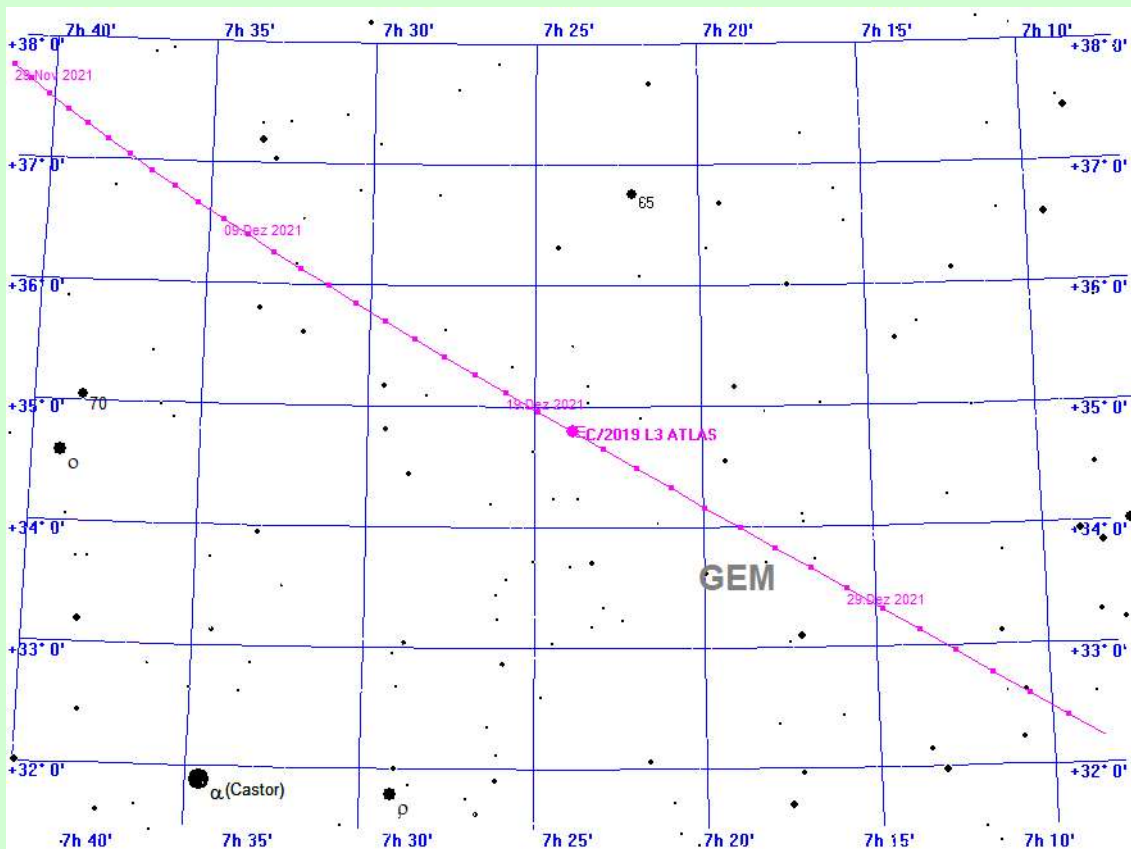 7h 40' 7h 35' 7h 30' 7h 25' 7h 20' 7h 15' 7h 10'
+38° 0' +38° 0'
29.Nov 2021
+37° 0' +37° 0'
65
09.Dez 2021
+36° 0' +36° 0'
70
+35° 0' 19.Dez 2021 +35° 0'
C/2019 L3 ATLAS
ο
+34° 0' +34° 0'
GEM
29.Dez 2021
+33° 0' +33° 0'
+32° 0' +32° 0'
α (Castor)
ρ
7h 40' 7h 35' 7h 30' 7h 25' 7h 20' 7h 15' 7h 10'